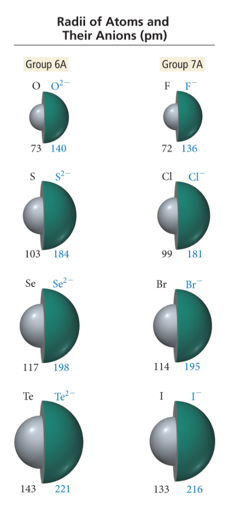 Radii of Atoms and
Their Anions (pm)
Group 6A Group 7A
O O²⁻ F F⁻
73 140 72 136
S S²⁻ Cl Cl⁻
103 184 99 181
Se Se²⁻ Br Br⁻
117 198 114 195
Te Te²⁻ I I⁻
143 221 133 216